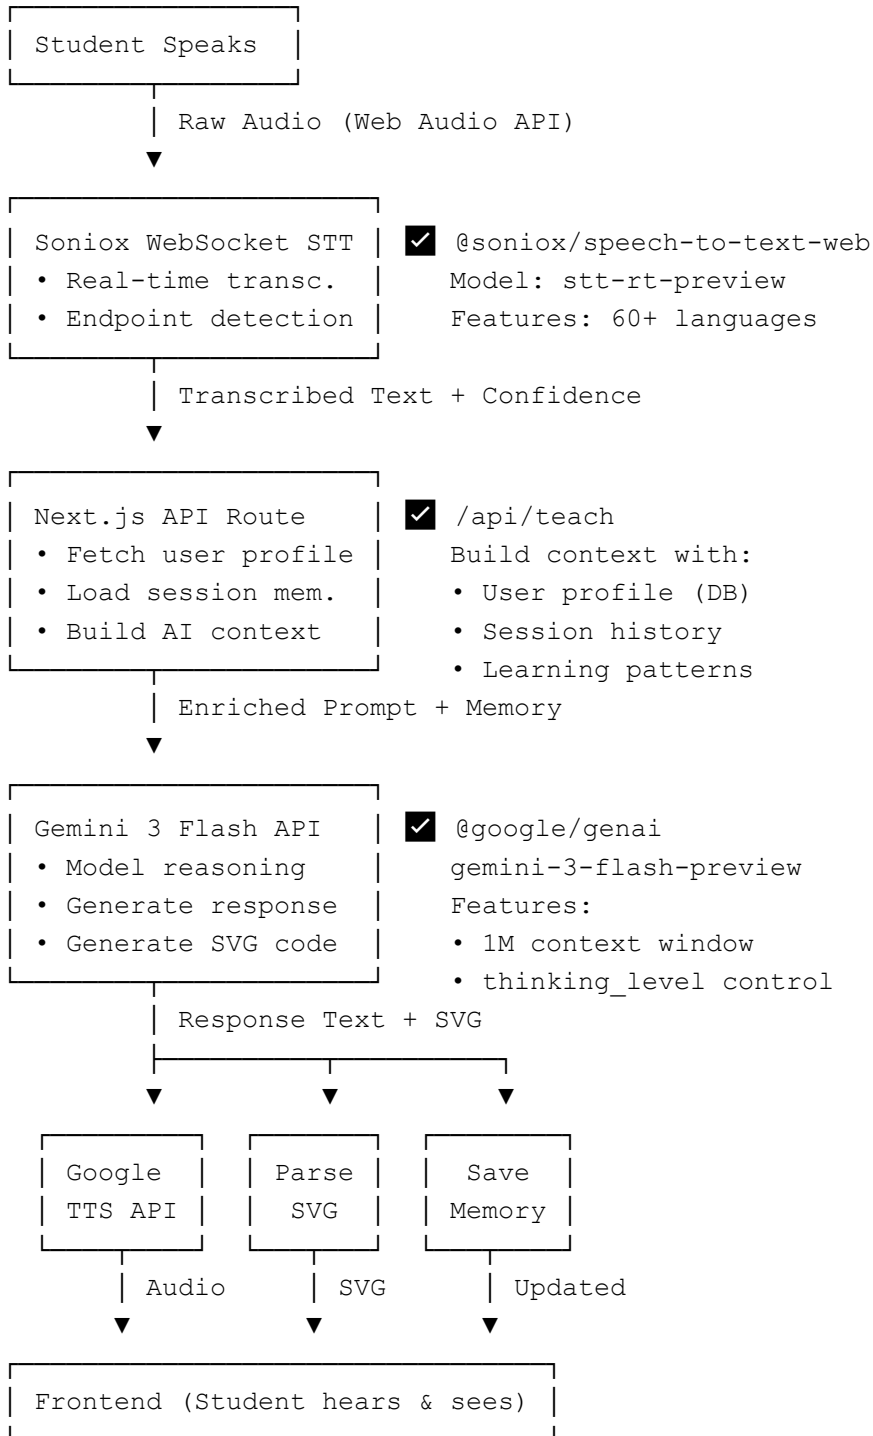 Student Speaks
Raw Audio (Web Audio API)
Soniox WebSocket STT ✓ @soniox/speech-to-text-web
• Real-time transc. Model: stt-rt-preview
• Endpoint detection Features: 60+ languages
Transcribed Text + Confidence
Next.js API Route ✓ /api/teach
• Fetch user profile Build context with:
• Load session mem. • User profile (DB)
• Build AI context • Session history
• Learning patterns
Enriched Prompt + Memory
Gemini 3 Flash API ✓ @google/genai
• Model reasoning gemini-3-flash-preview
• Generate response Features:
• Generate SVG code • 1M context window
• thinking_level control
Response Text + SVG
Google Parse Save
TTS API SVG Memory
Audio SVG Updated
Frontend (Student hears & sees)